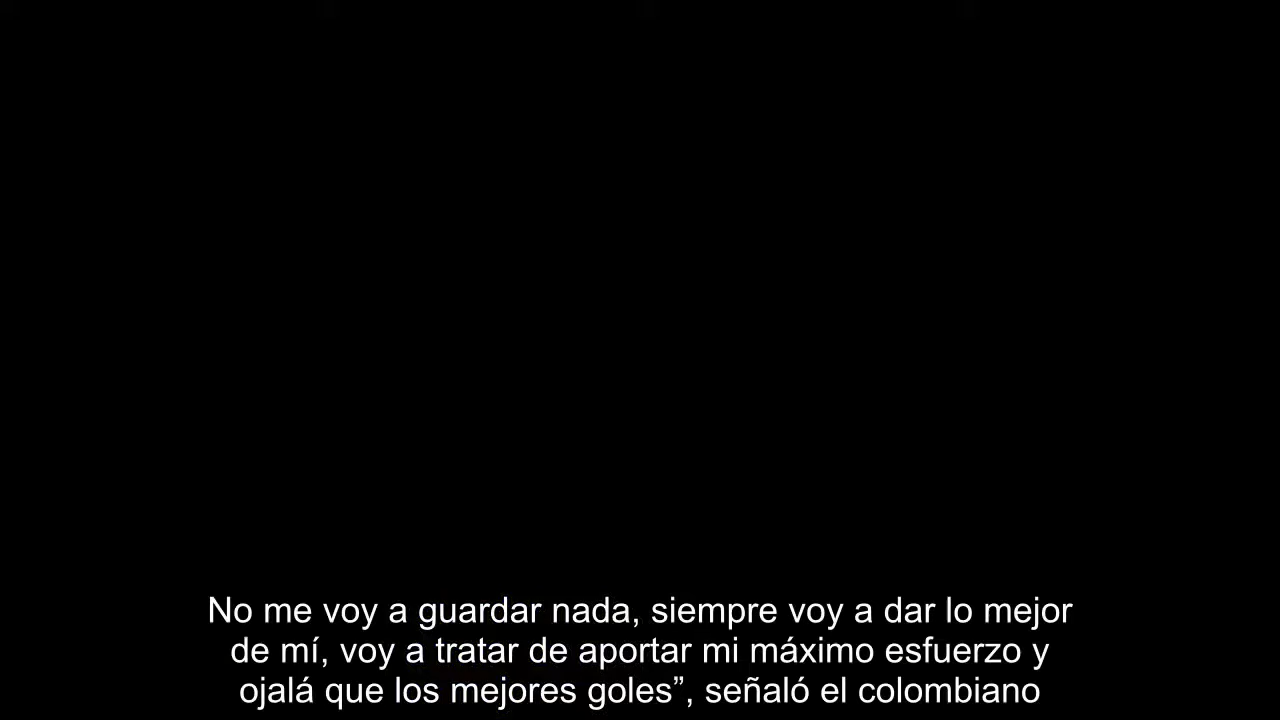 No me voy a guardar nada, siempre voy a dar lo mejor
de mí, voy a tratar de aportar mi máximo esfuerzo y
ojalá que los mejores goles”, señaló el colombiano